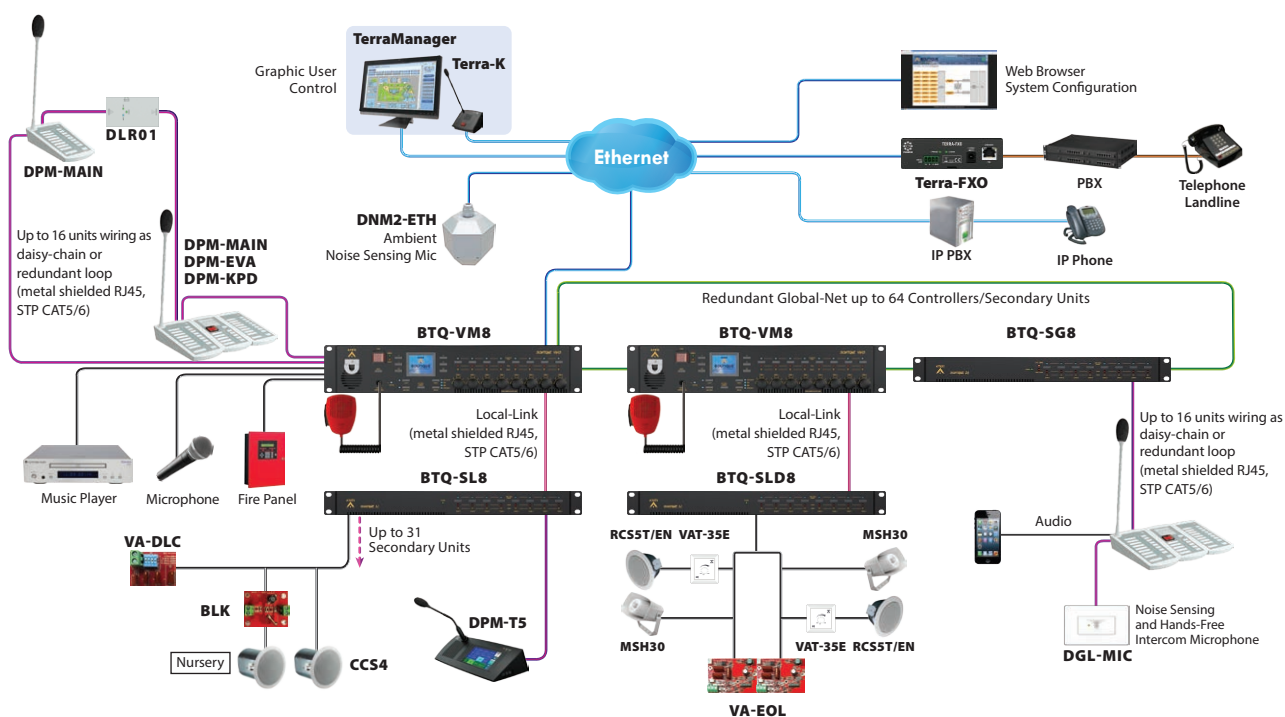 TerraManager
Terra-K
Graphic User
Control
Web Browser
System Configuration
DLR01
DPM-MAIN
Ethernet
TERRA-FXO
Terra-FXO
PBX
Telephone
Landline
DNM2-ETH
Ambient
Noise Sensing Mic
IP PBX
IP Phone
Up to 16 units wiring as
daisy-chain or
redundant loop
(metal shielded RJ45,
STP CAT5/6)
DPM-MAIN
DPM-EVA
DPM-KPD
Redundant Global-Net up to 64 Controllers/Secondary Units
BTQ-VM8
BTQ-VM8
BTQ-SG8
Local-Link
(metal shielded RJ45,
STP CAT5/6)
Local-Link
(metal shielded RJ45,
STP CAT5/6)
Up to 16 units wiring as
daisy-chain or
redundant loop
(metal shielded RJ45,
STP CAT5/6)
Music Player
Microphone
Fire Panel
BTQ-SL8
BTQ-SLD8
Up to 31
Secondary Units
VA-DLC
RCS5T/EN
VAT-35E
MSH30
Audio
BLK
DPM-T5
Nursery
CCS4
MSH30
VAT-35E
RCS5T/EN
Noise Sensing
and Hands-Free
Intercom Microphone
DGL-MIC
VA-EOL